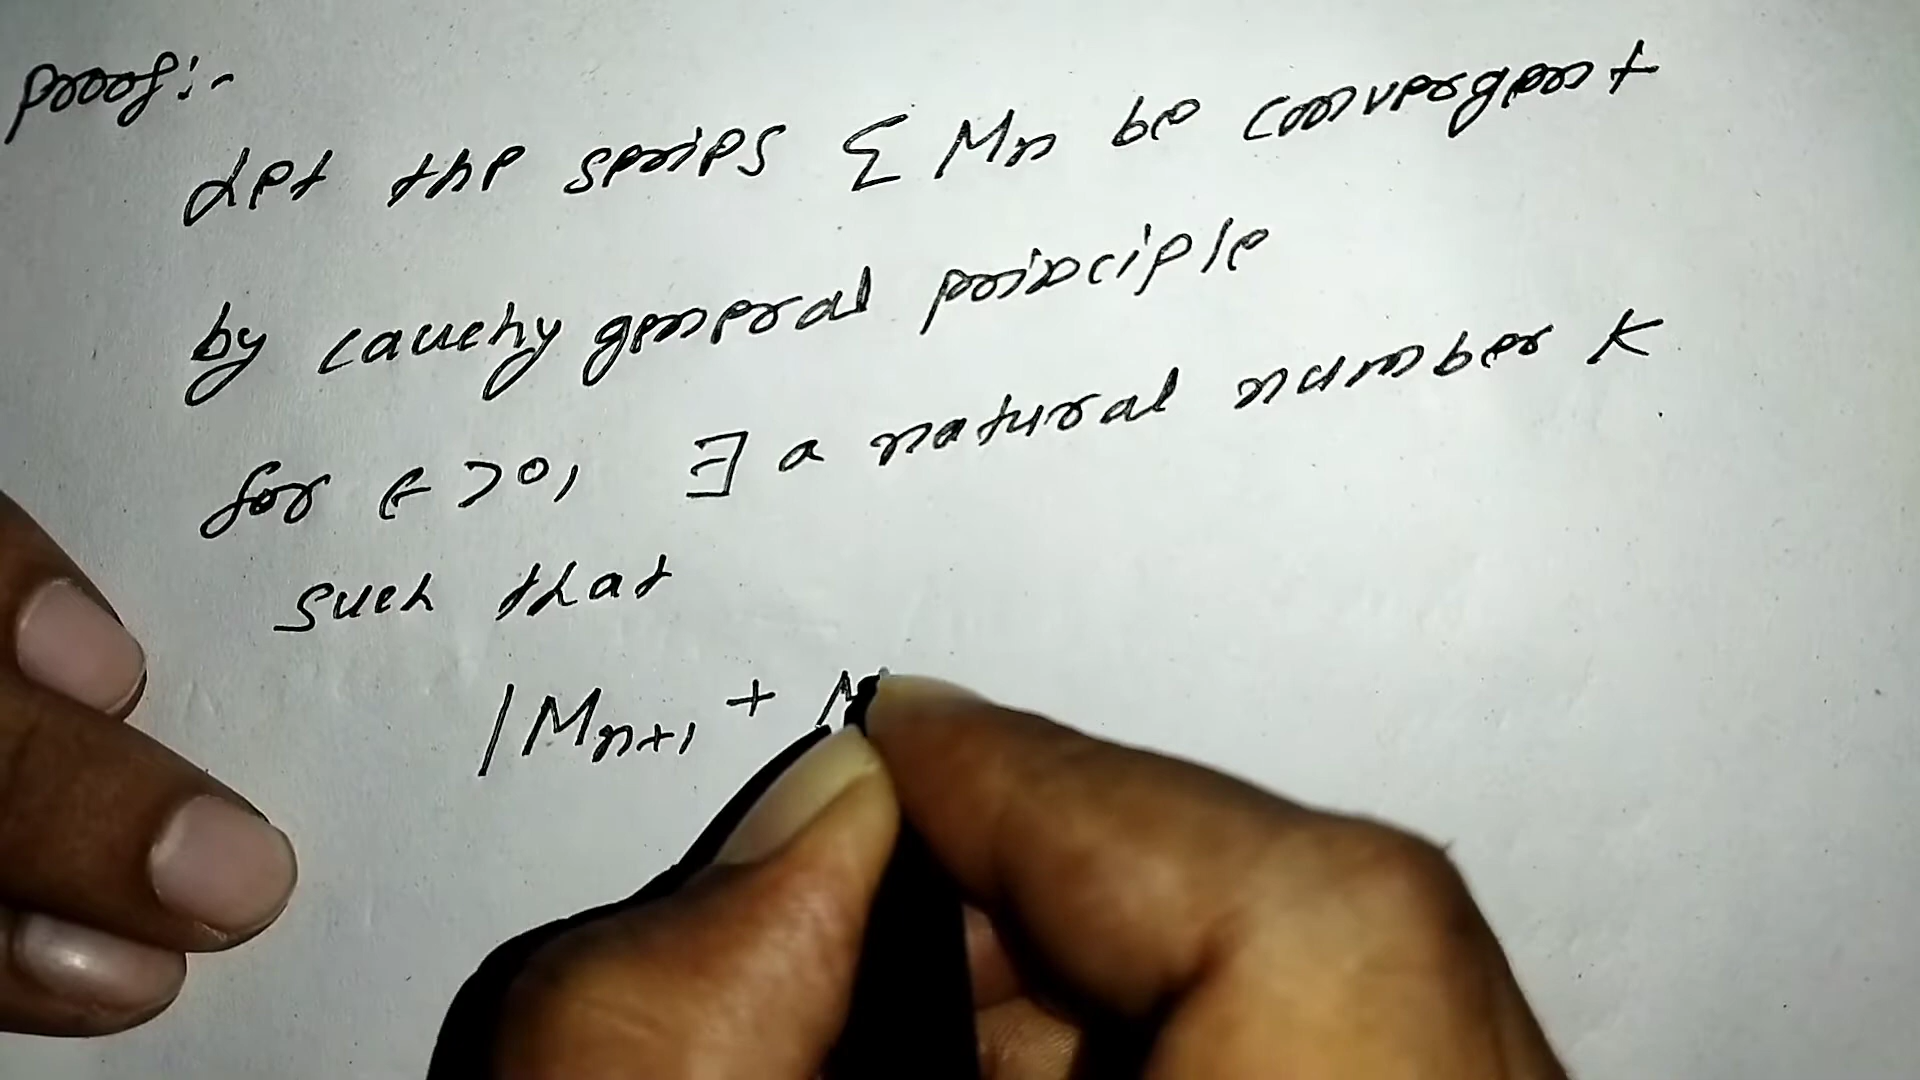 Proof:-
Let the series Σ Mn be convergent
by cauchy general principle
for ϵ >0, ∃ a natural number K
such that
|Mn+1 + M